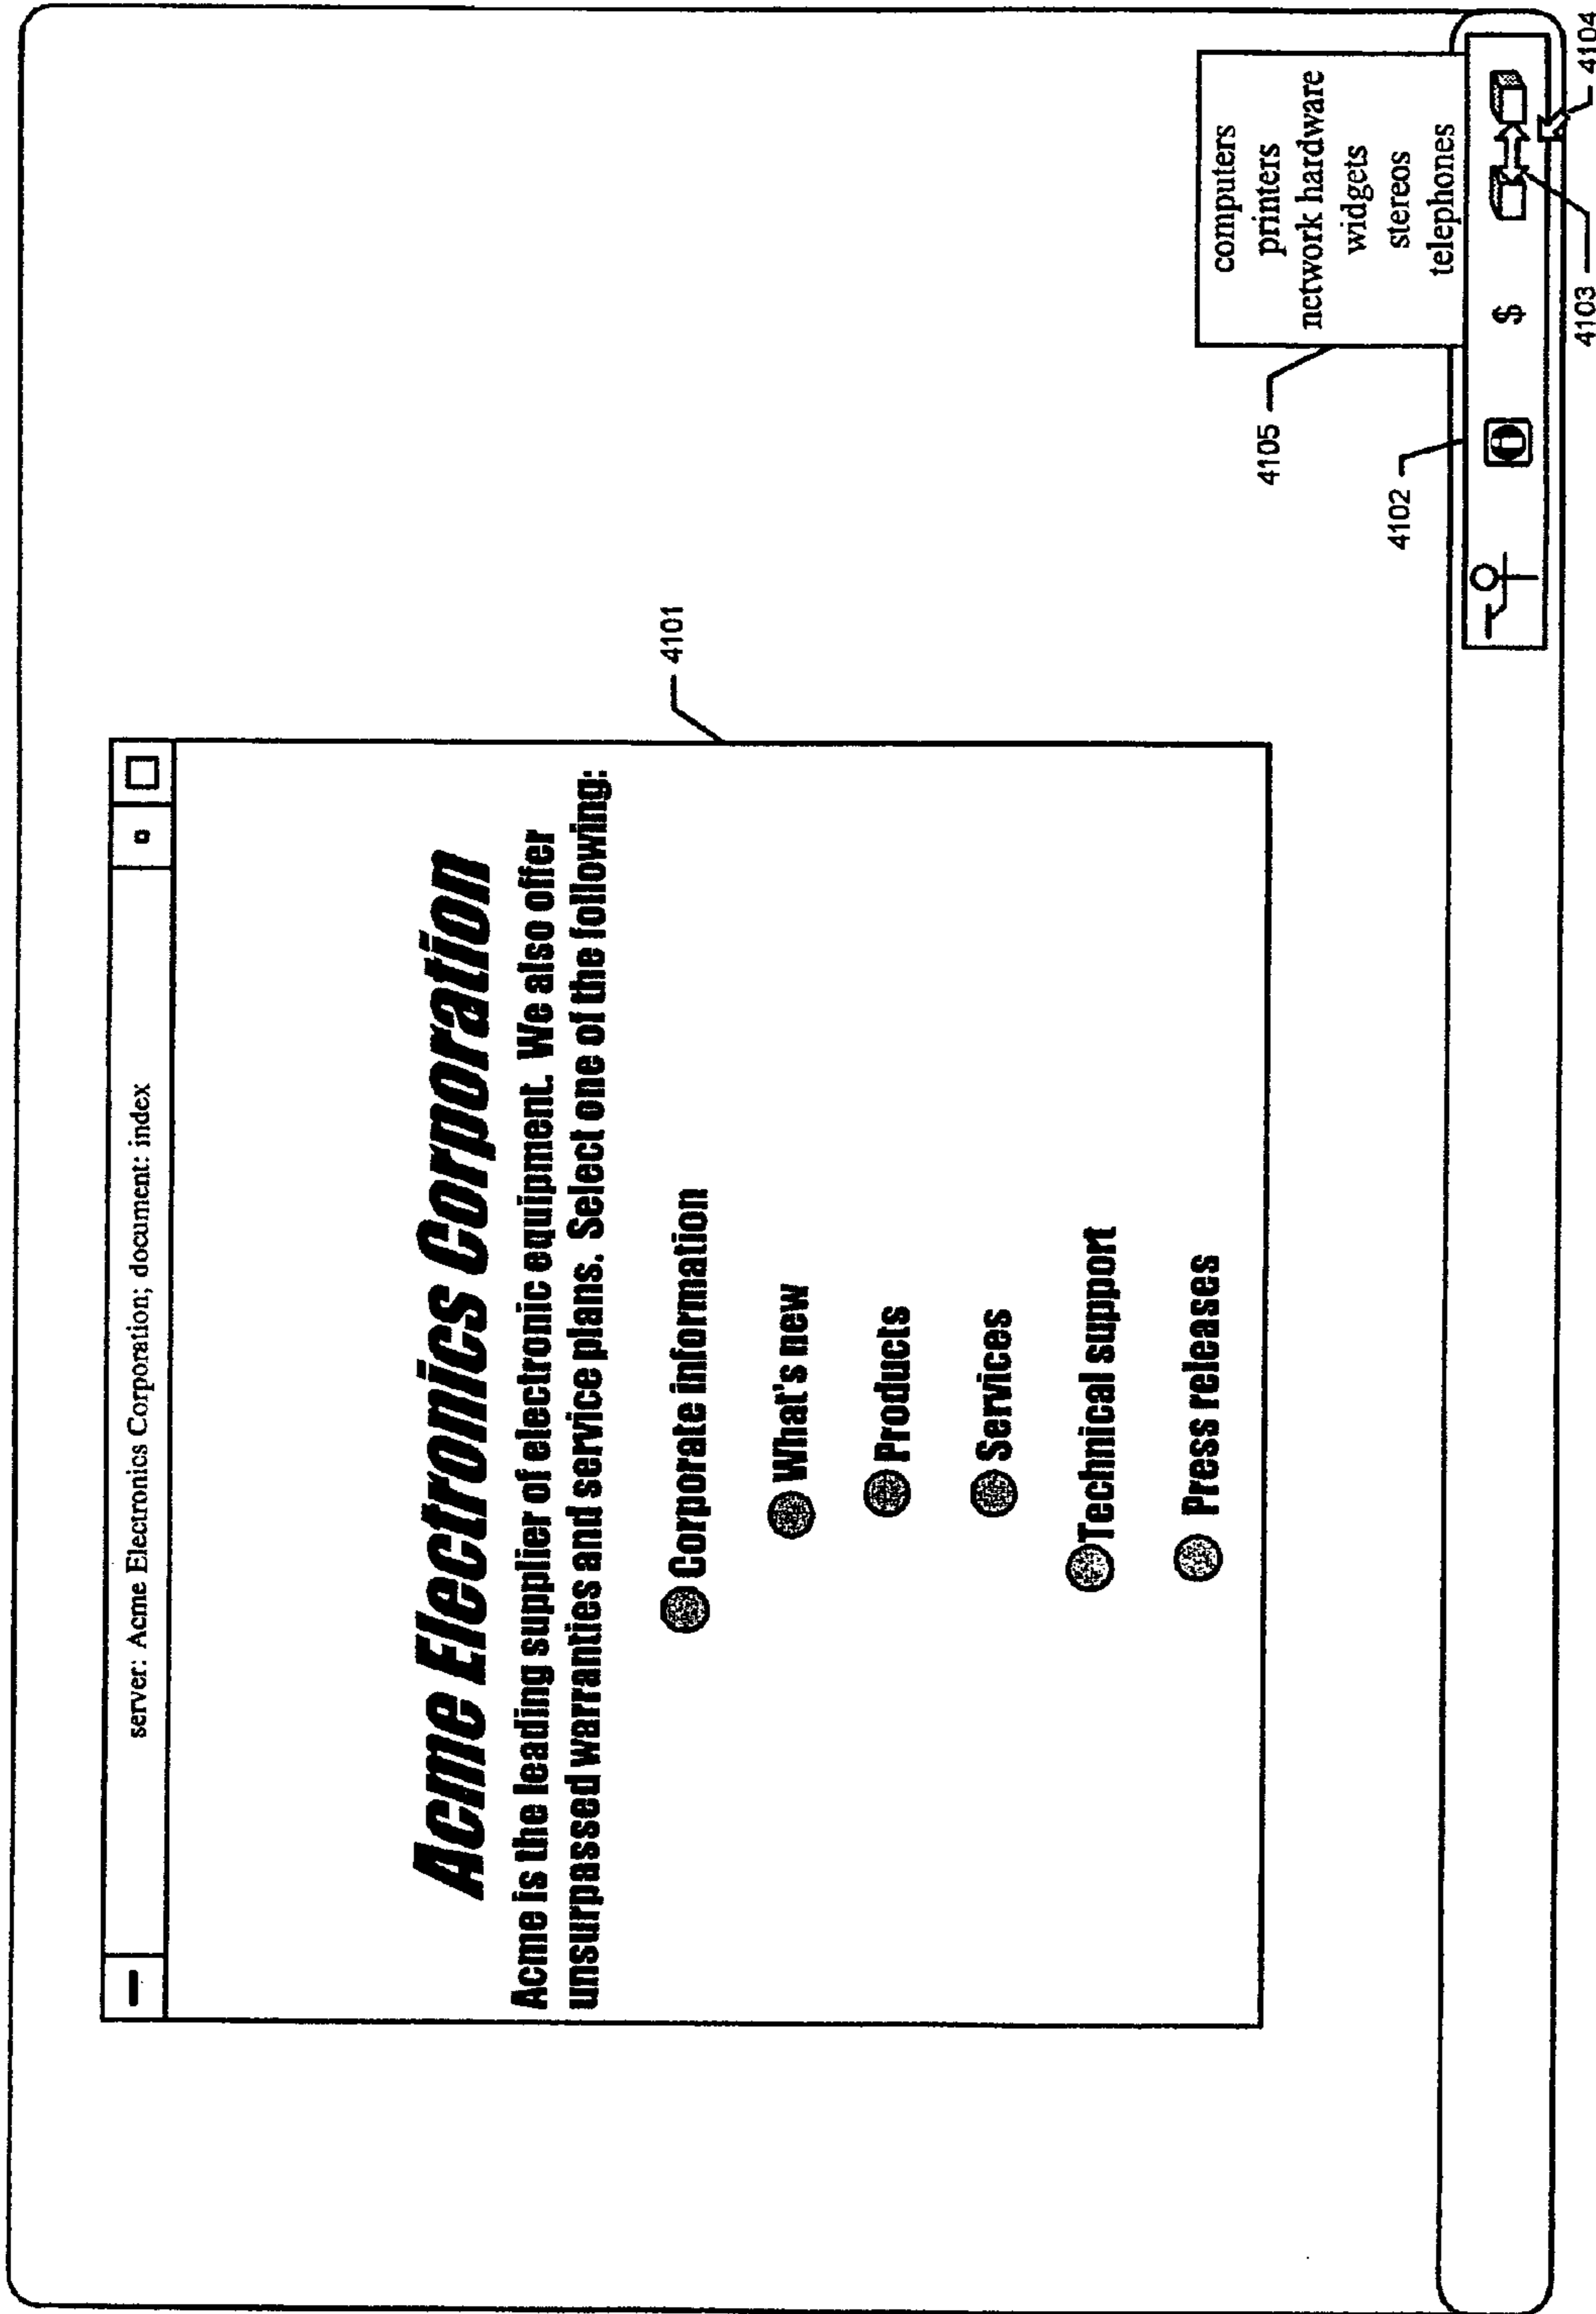 server: Acme Electronics Corporation; document: index
Acme Electronics Corporation
Acme is the leading supplier of electronic equipment. We also offer
unsurpassed warranties and service plans. Select one of the following:
Corporate information
What's new
Products
Services
Technical support
Press releases
4101
computers
printers
network hardware
widgets
stereos
telephones
4105
4102
$
4103
4104